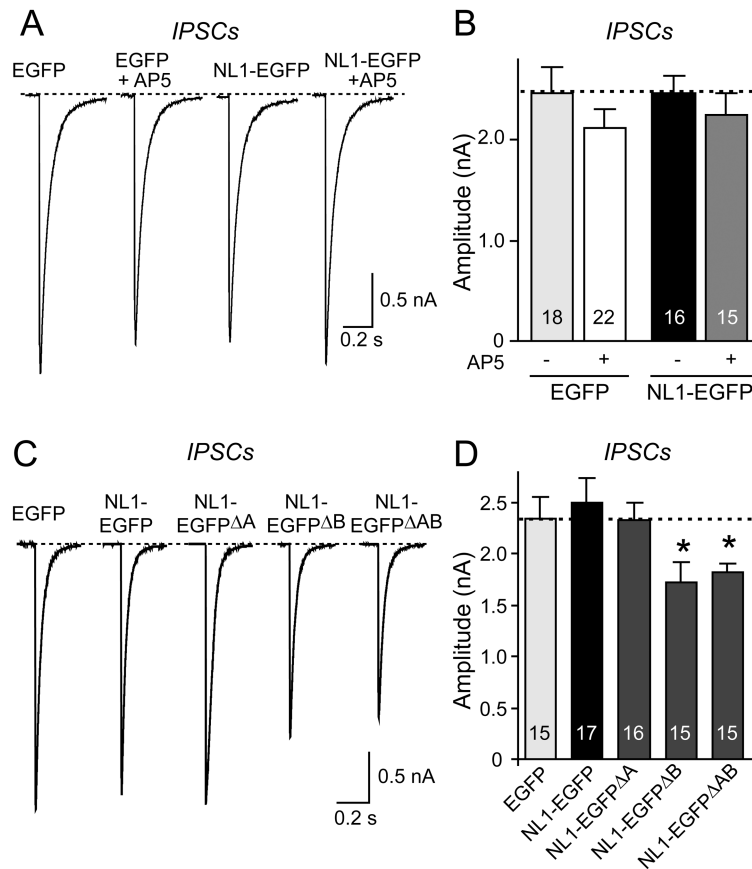 A
IPSCs
EGFP
EGFP
+ AP5
NL1-EGFP
NL1-EGFP
+AP5
0.5 nA
0.2 s
B
IPSCs
Amplitude (nA)
2.0
1.0
0
18
22
16
15
AP5
-
+
-
+
EGFP
NL1-EGFP
C
IPSCs
EGFP
NL1-
EGFP
NL1-
EGFPΔA
NL1-
EGFPΔB
NL1-
EGFPΔAB
0.5 nA
0.2 s
D
IPSCs
Amplitude (nA)
2.5
2.0
1.5
1.0
0.5
0
*
*
15
17
16
15
15
EGFP
NL1-EGFP
NL1-EGFPΔA
NL1-EGFPΔB
NL1-EGFPΔAB